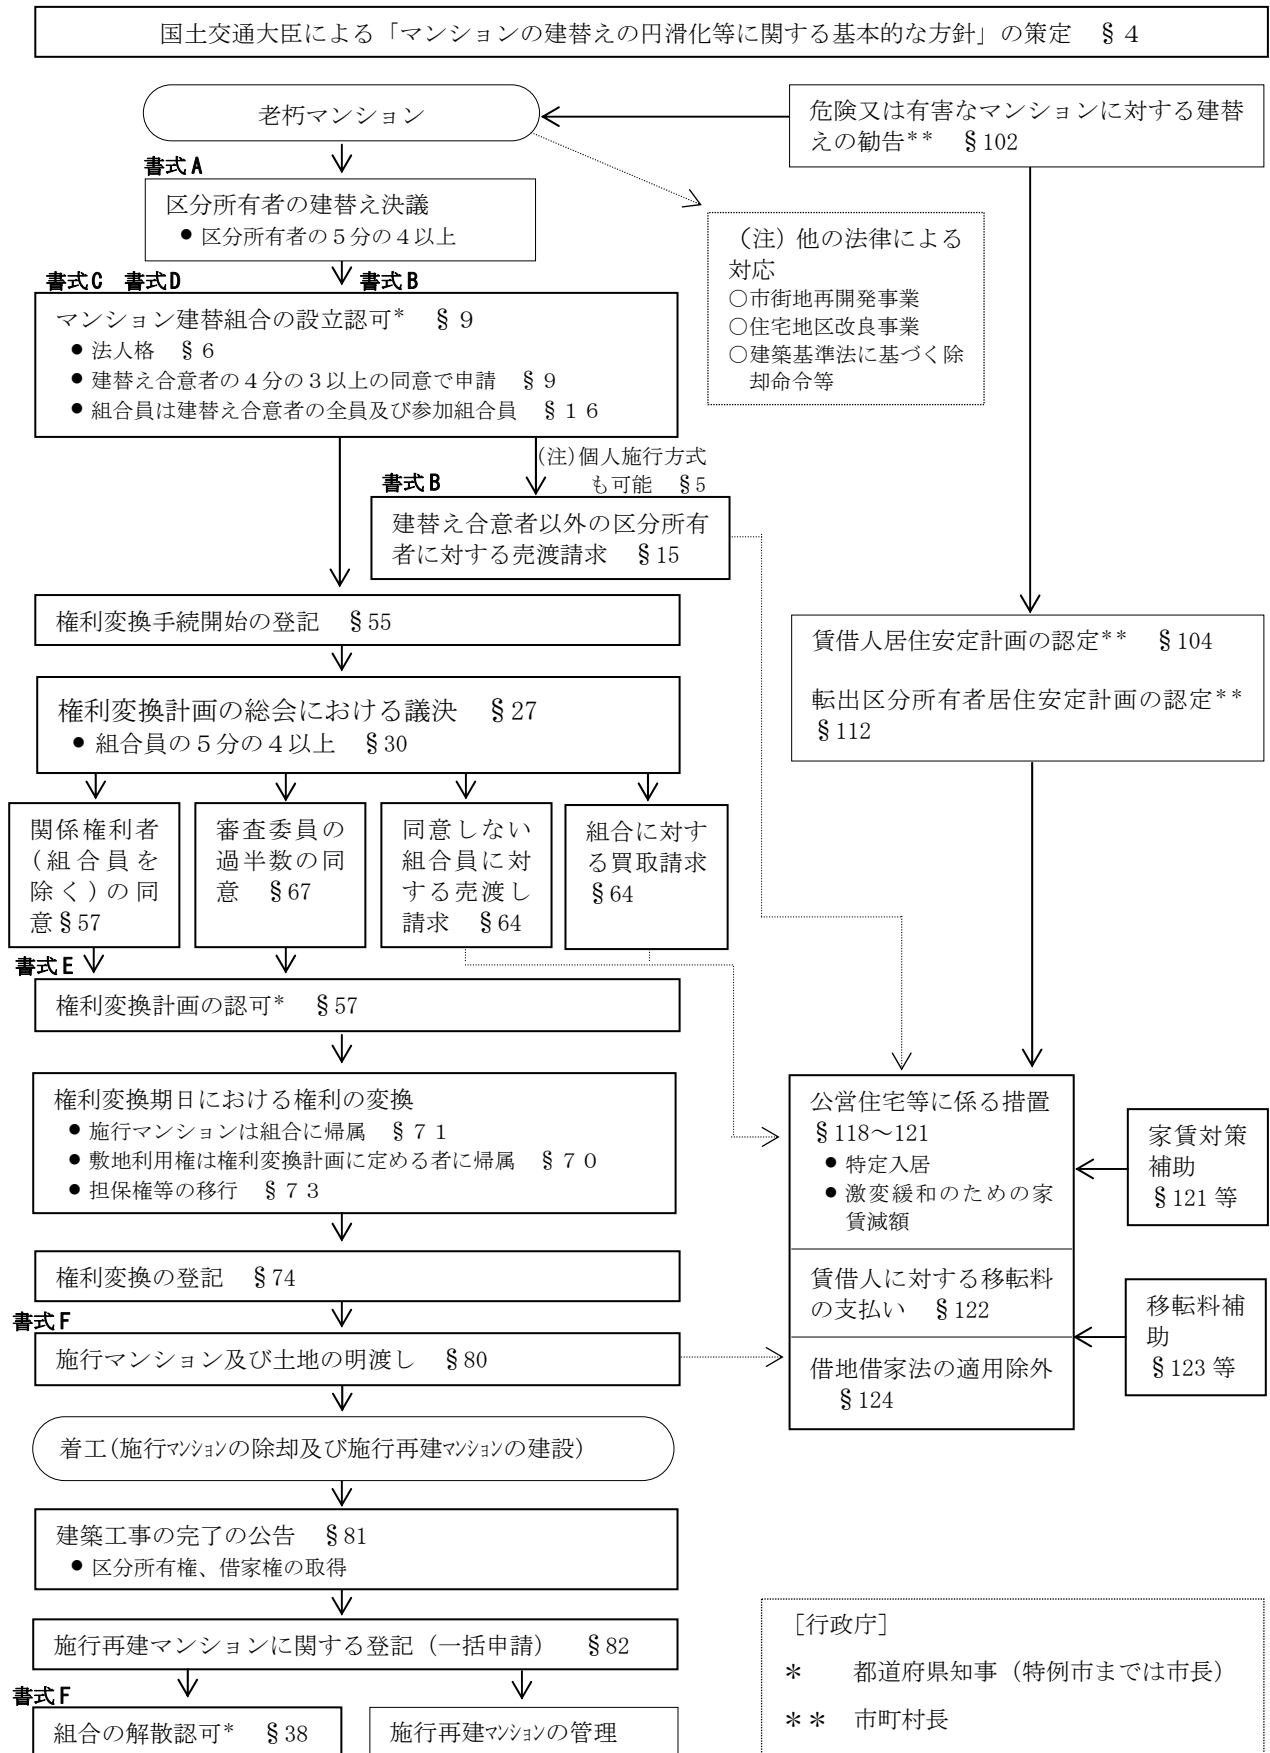 国土交通大臣による「マンションの建替えの円滑化等に関する基本的な方針」の策定　§４
老朽マンション
危険又は有害なマンションに対する建替
えの勧告**　§102
書式A
区分所有者の建替え決議
●区分所有者の５分の４以上
（注）他の法律による
対応
○市街地再開発事業
○住宅地区改良事業
○建築基準法に基づく除
却命令等
書式C　書式D　書式B
マンション建替組合の設立認可*　§９
●法人格　§６
●建替え合意者の４分の３以上の同意で申請　§９
●組合員は建替え合意者の全員及び参加組合員　§１６
(注)個人施行方式
も可能　§5
書式B
建替え合意者以外の区分所有
者に対する売渡請求　§15
権利変換手続開始の登記　§55
賃借人居住安定計画の認定**　§104
転出区分所有者居住安定計画の認定**
§112
権利変換計画の総会における議決　§27
●組合員の５分の４以上　§30
関係権利者
(組合員を
除く)の同
意§57
審査委員の
過半数の同
意　§67
同意しない
組合員に対
する売渡し
請求　§64
組合に対す
る買取請求
§64
書式E
権利変換計画の認可*　§57
権利変換期日における権利の変換
●施行マンションは組合に帰属　§７１
●敷地利用権は権利変換計画に定める者に帰属　§７０
●担保権等の移行　§７３
公営住宅等に係る措置
§118～121
●特定入居
●激変緩和のための家
賃減額
家賃対策
補助
§121等
権利変換の登記　§74
賃借人に対する移転料
の支払い　§122
移転料補
助
§123等
書式F
施行マンション及び土地の明渡し　§80
借地借家法の適用除外
§124
着工(施行ﾏﾝｼｮﾝの除却及び施行再建ﾏﾝｼｮﾝの建設)
建築工事の完了の公告　§81
●区分所有権、借家権の取得
施行再建マンションに関する登記（一括申請）　§82
［行政庁］
＊　都道府県知事（特例市までは市長）
＊＊　市町村長
書式F
組合の解散認可*　§38
施行再建ﾏﾝｼｮﾝの管理